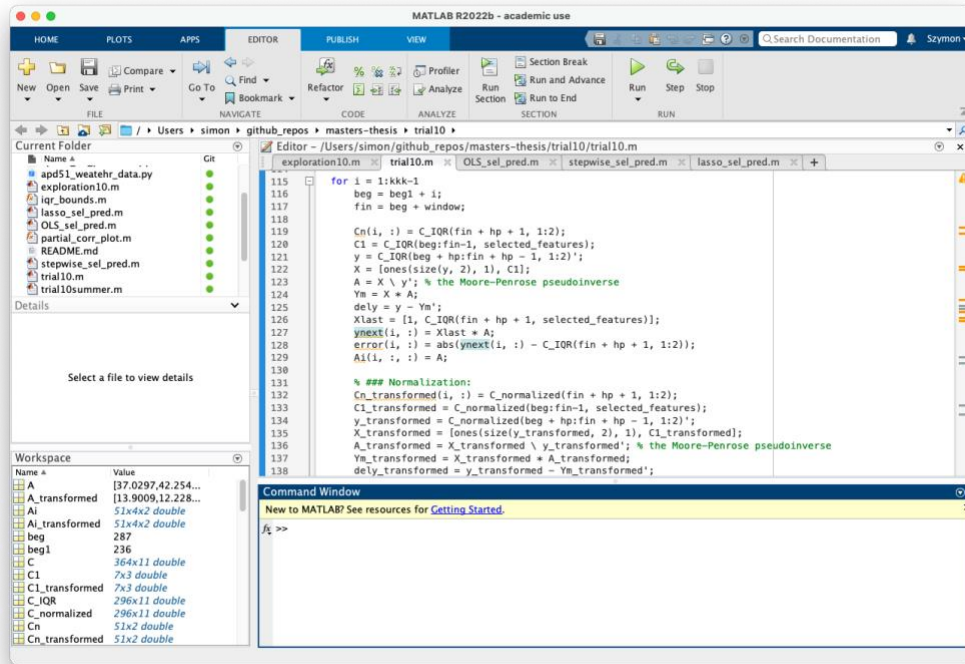 MATLAB R2022b - academic use
HOME PLOTS APPS EDITOR PUBLISH VIEW
Search Documentation
Szymon
New Open Save Compare Print
FILE
Go To Find Bookmark
NAVIGATE
Refactor
CODE
Profiler Analyze
ANALYZE
Run Section
Section Break
Run and Advance
Run to End
SECTION
Run Step Stop
RUN
/ Users simon github_repos masters-thesis trial10
Current Folder
Name Git
apd51_weatehr_data.py
exploration10.m
iqr_bounds.m
lasso_sel_pred.m
OLS_sel_pred.m
partial_corr_plot.m
README.md
stepwise_sel_pred.m
trial10.m
trial10summer.m
Details
Select a file to view details
Workspace
Name Value
A [37.0297,42.254...
A_transformed [13.9009,12.228...
Ai 51x4x2 double
Ai_transformed 51x4x2 double
beg 287
beg1 236
C 364x11 double
C1 7x3 double
C1_transformed 7x3 double
C_IQR 296x11 double
C_normalized 296x11 double
Cn 51x2 double
Cn_transformed 51x2 double
Editor - /Users/simon/github_repos/masters-thesis/trial10/trial10.m
exploration10.m trial10.m OLS_sel_pred.m stepwise_sel_pred.m lasso_sel_pred.m +
115 for i = 1:kkk-1
116 beg = beg1 + i;
117 fin = beg + window;
118
119 Cn(i, :) = C_IQR(fin + hp + 1, 1:2);
120 C1 = C_IQR(beg:fin-1, selected_features);
121 y = C_IQR(beg + hp:fin + hp - 1, 1:2)';
122 X = [ones(size(y, 2), 1), C1];
123 A = X \ y'; % the Moore-Penrose pseudoinverse
124 Ym = X * A;
125 dely = y - Ym';
126 Xlast = [1, C_IQR(fin + hp + 1, selected_features)];
127 ynext(i, :) = Xlast * A;
128 error(i, :) = abs(ynext(i, :) - C_IQR(fin + hp + 1, 1:2));
129 Ai(i, :, :) = A;
130
131 % ### Normalization:
132 Cn_transformed(i, :) = C_normalized(fin + hp + 1, 1:2);
133 C1_transformed = C_normalized(beg:fin-1, selected_features);
134 y_transformed = C_normalized(beg + hp:fin + hp - 1, 1:2)';
135 X_transformed = [ones(size(y_transformed, 2), 1), C1_transformed];
136 A_transformed = X_transformed \ y_transformed'; % the Moore-Penrose pseudoinverse
137 Ym_transformed = X_transformed * A_transformed;
138 dely_transformed = y_transformed - Ym_transformed';
Command Window
New to MATLAB? See resources for Getting Started.
fx >>